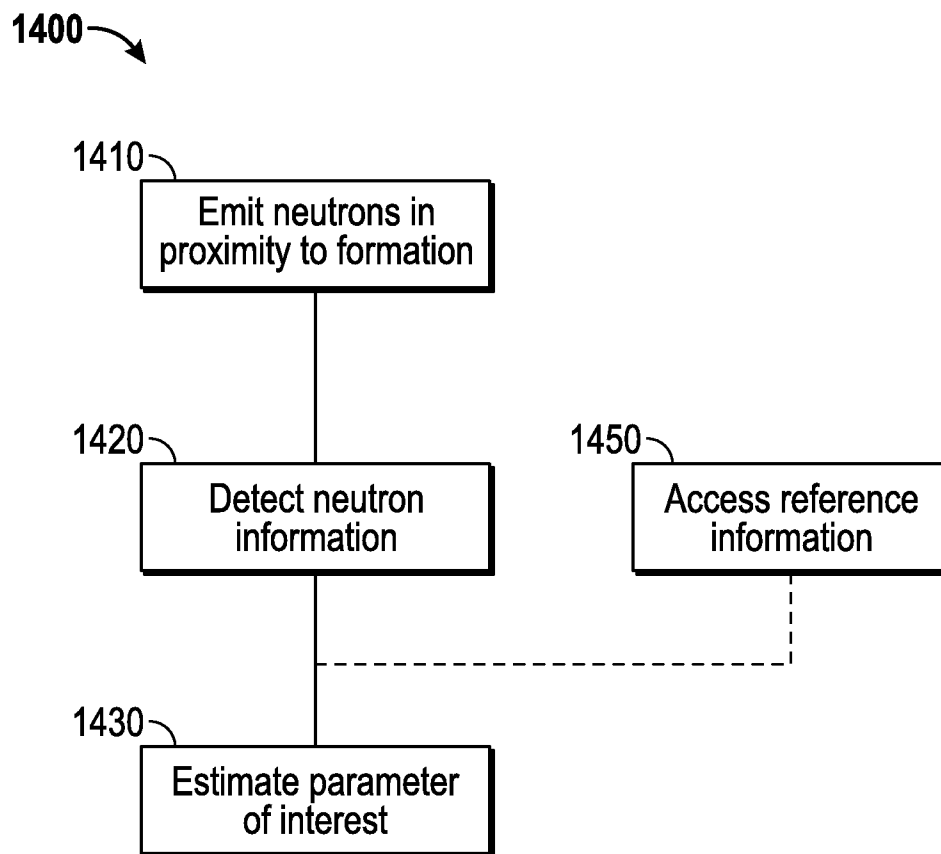 1400
1410
Emit neutrons in
proximity to formation
1420
Detect neutron
information
1450
Access reference
information
1430
Estimate parameter
of interest